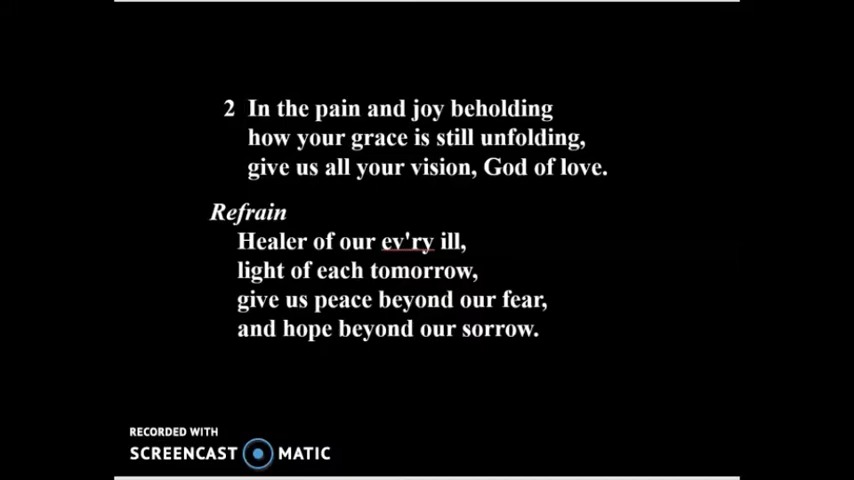 2 In the pain and joy beholding
how your grace is still unfolding,
give us all your vision, God of love.
Refrain
Healer of our ev'ry ill,
light of each tomorrow,
give us peace beyond our fear,
and hope beyond our sorrow.
RECORDED WITH
SCREENCAST MATIC